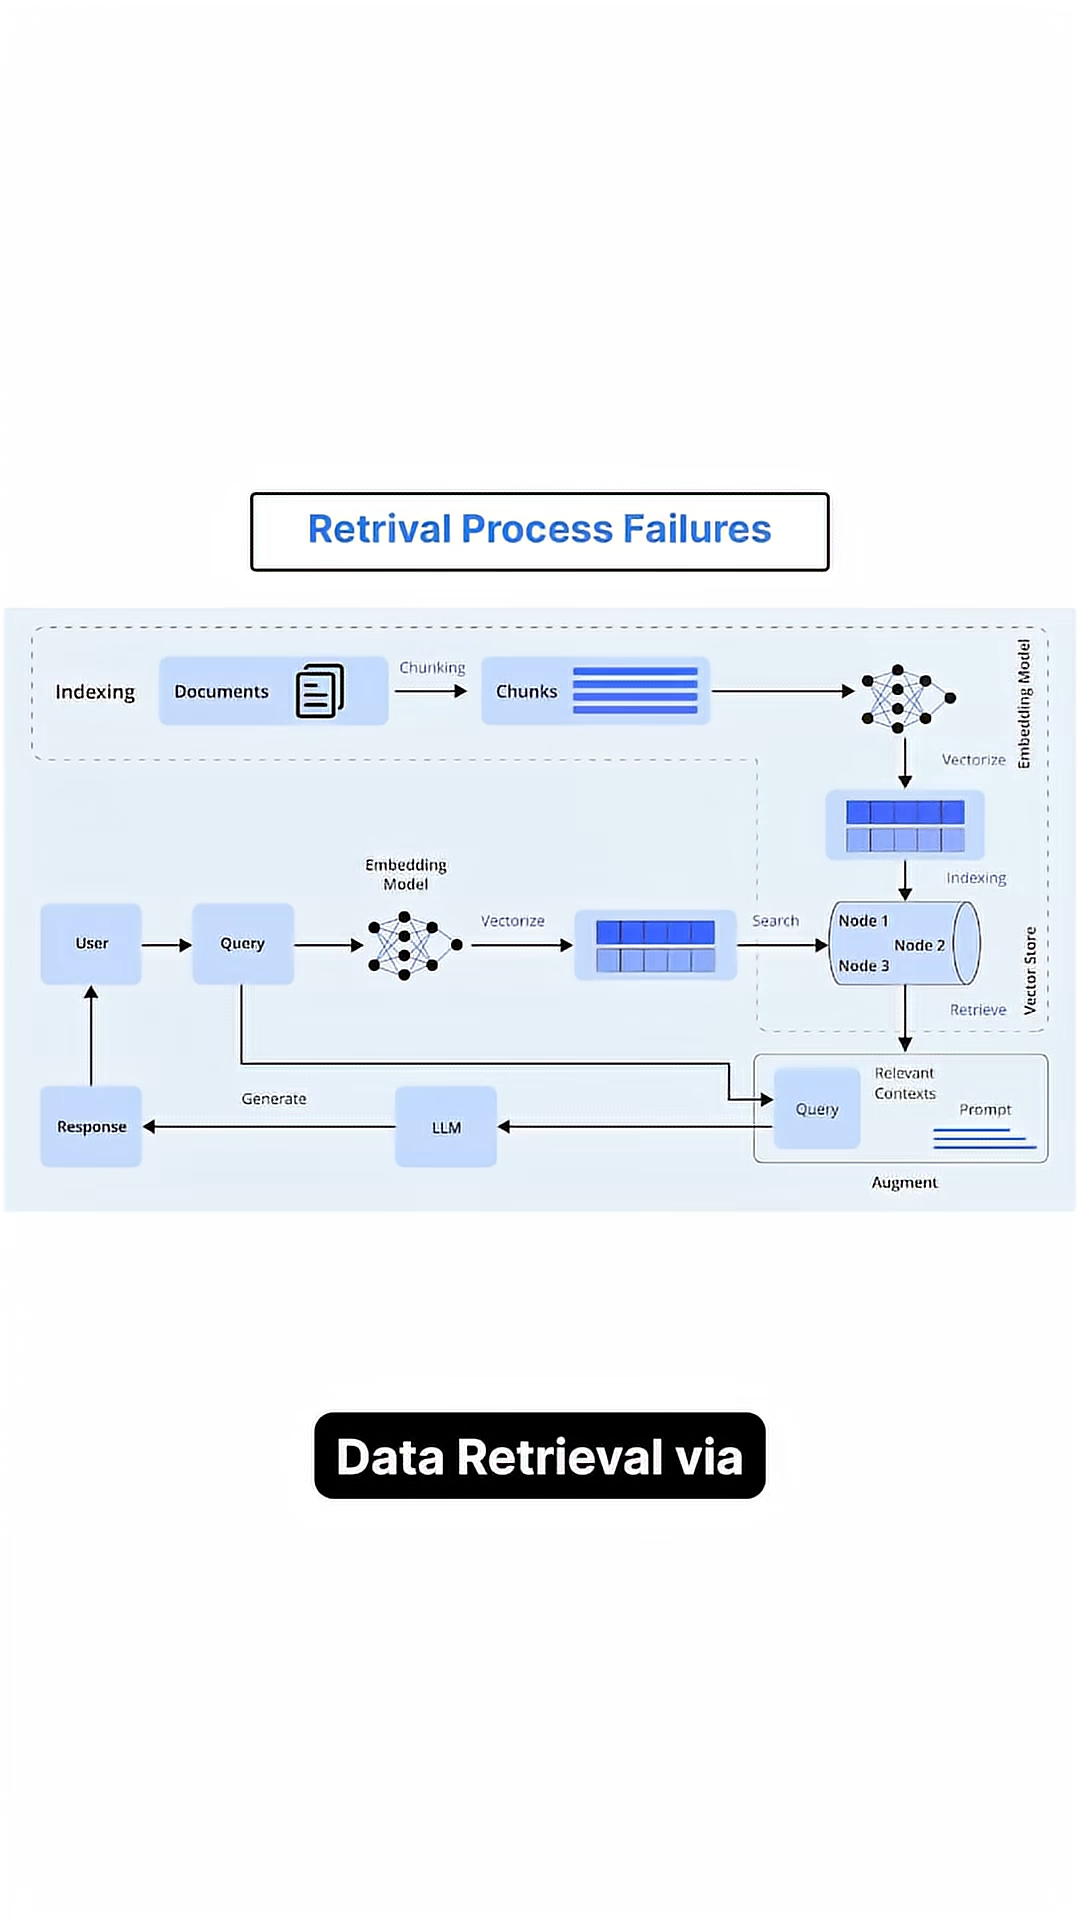 Retrival Process Failures
Indexing
Documents
Chunking
Chunks
Embedding Model
Vectorize
Indexing
Embedding
Model
User
Query
Vectorize
Search
Node 1
Node 2
Node 3
Vector Store
Retrieve
Response
Generate
LLM
Query
Relevant
Contexts
Prompt
Augment
Data Retrieval via